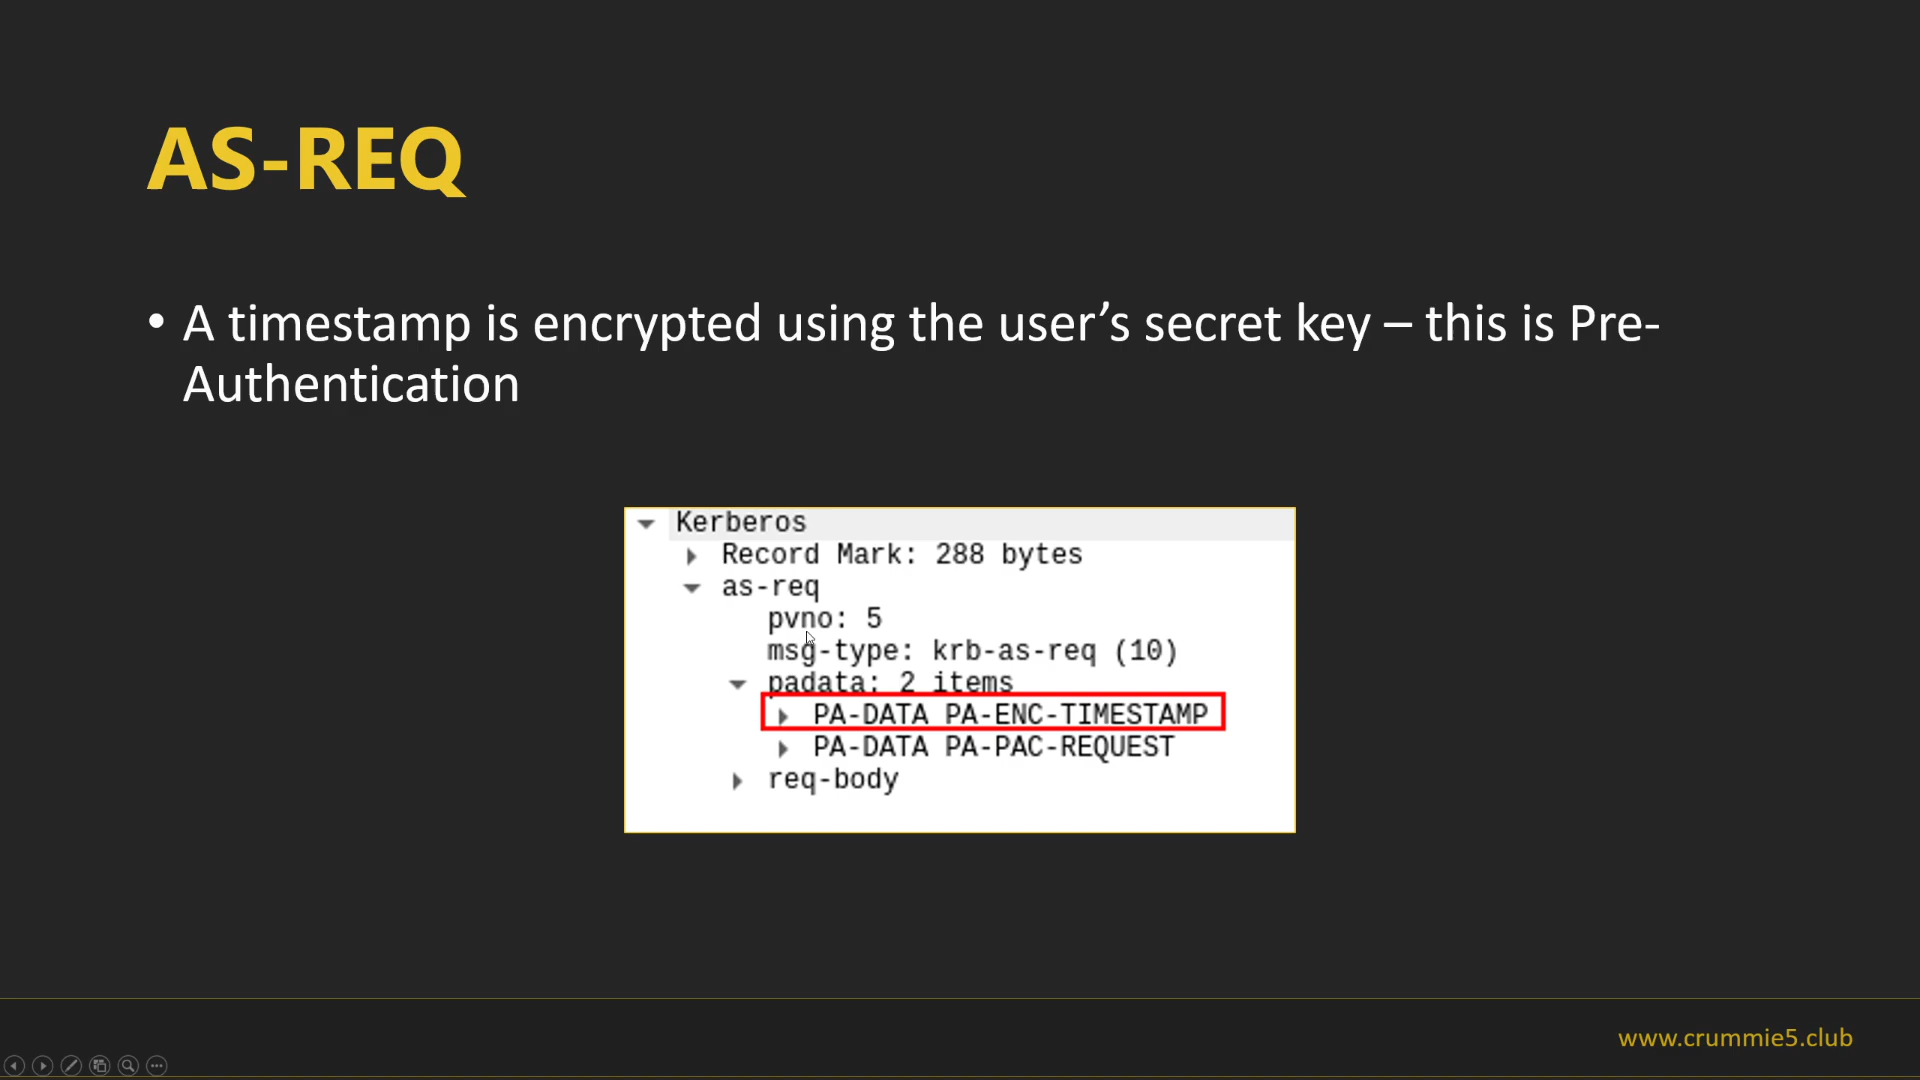 AS-REQ
• A timestamp is encrypted using the user’s secret key – this is Pre-
Authentication
Kerberos
Record Mark: 288 bytes
as-req
pvno: 5
msg-type: krb-as-req (10)
padata: 2 items
PA-DATA PA-ENC-TIMESTAMP
PA-DATA PA-PAC-REQUEST
req-body
www.crummie5.club